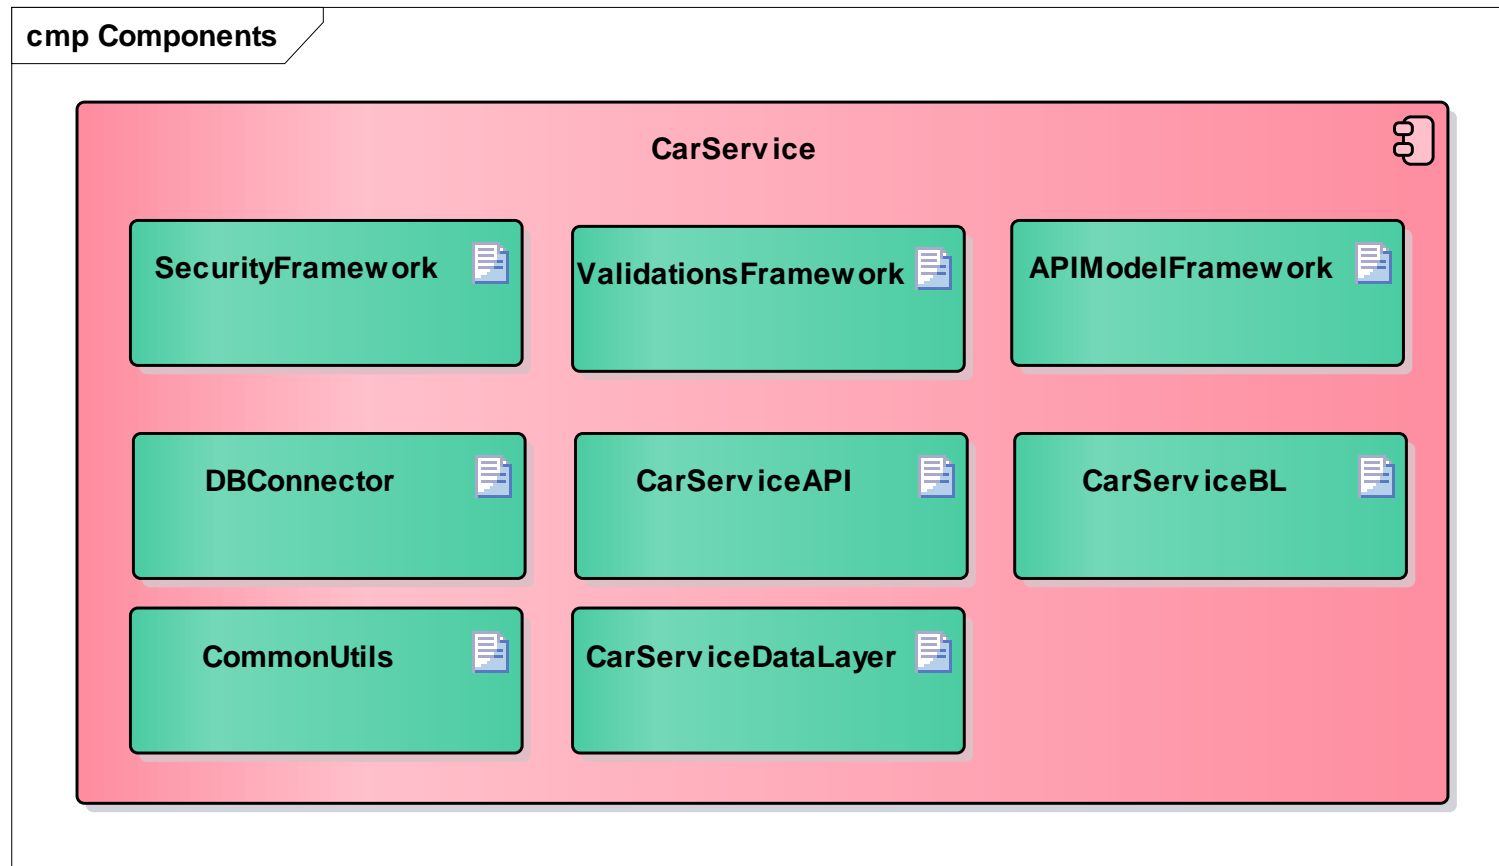 cmp Components
CarService
SecurityFramework
ValidationsFramework
APIModelFramework
DBConnector
CarServiceAPI
CarServiceBL
CommonUtils
CarServiceDataLayer